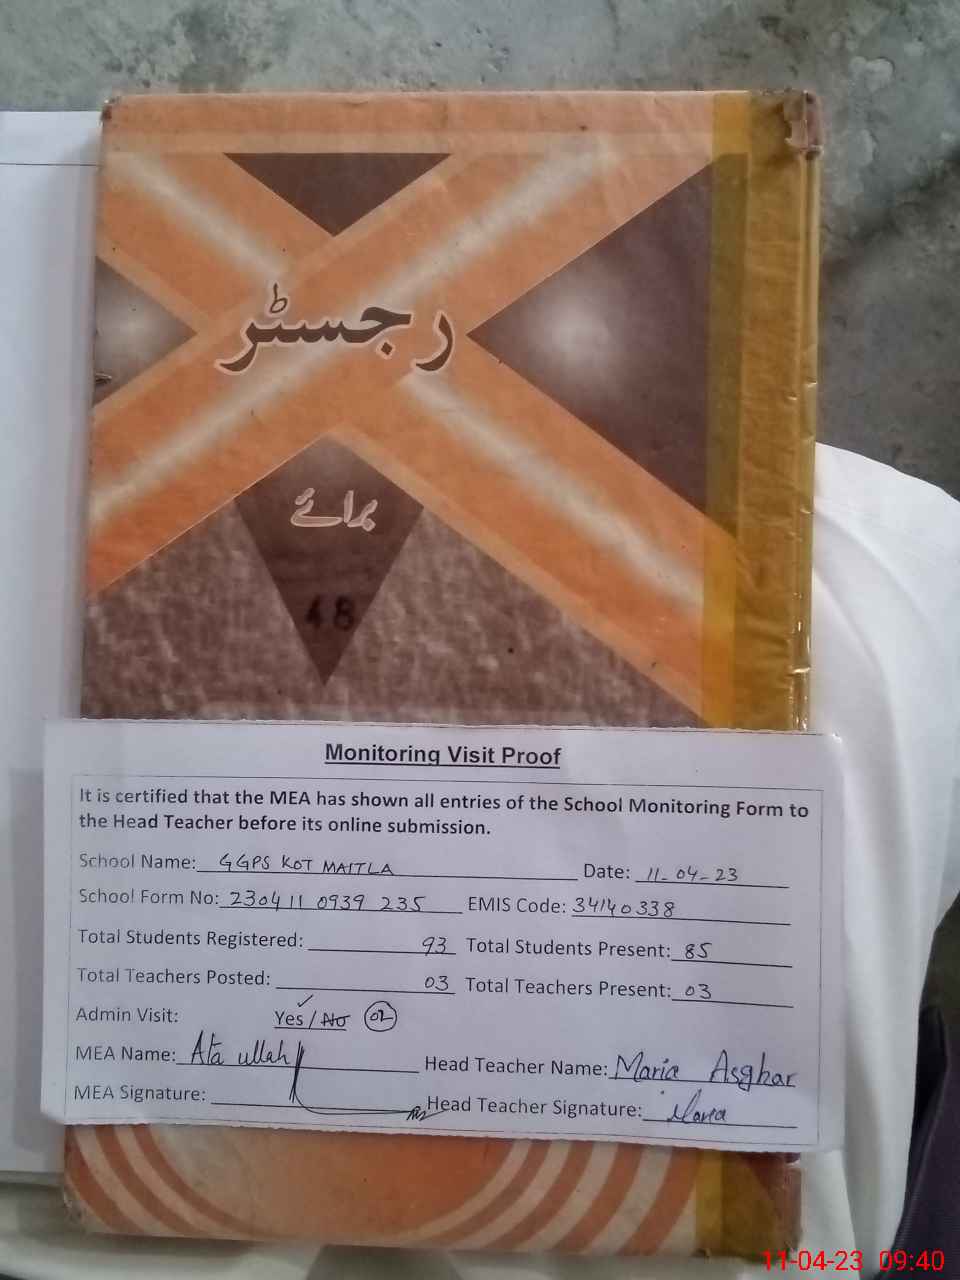 رجسٹر
برائے
48
Monitoring Visit Proof
It is certified that the MEA has shown all entries of the School Monitoring Form to
the Head Teacher before its online submission.
School Name: GGPS KOT MAITLA Date: 11-04-23
School Form No: 230411 0939 235 EMIS Code: 34140338
Total Students Registered: 93 Total Students Present: 85
Total Teachers Posted: 03 Total Teachers Present: 03
Admin Visit: Yes / No 02
MEA Name: Ata ullah Head Teacher Name: Maria Asghar
MEA Signature: Head Teacher Signature: Maria
11-04-23 09:40